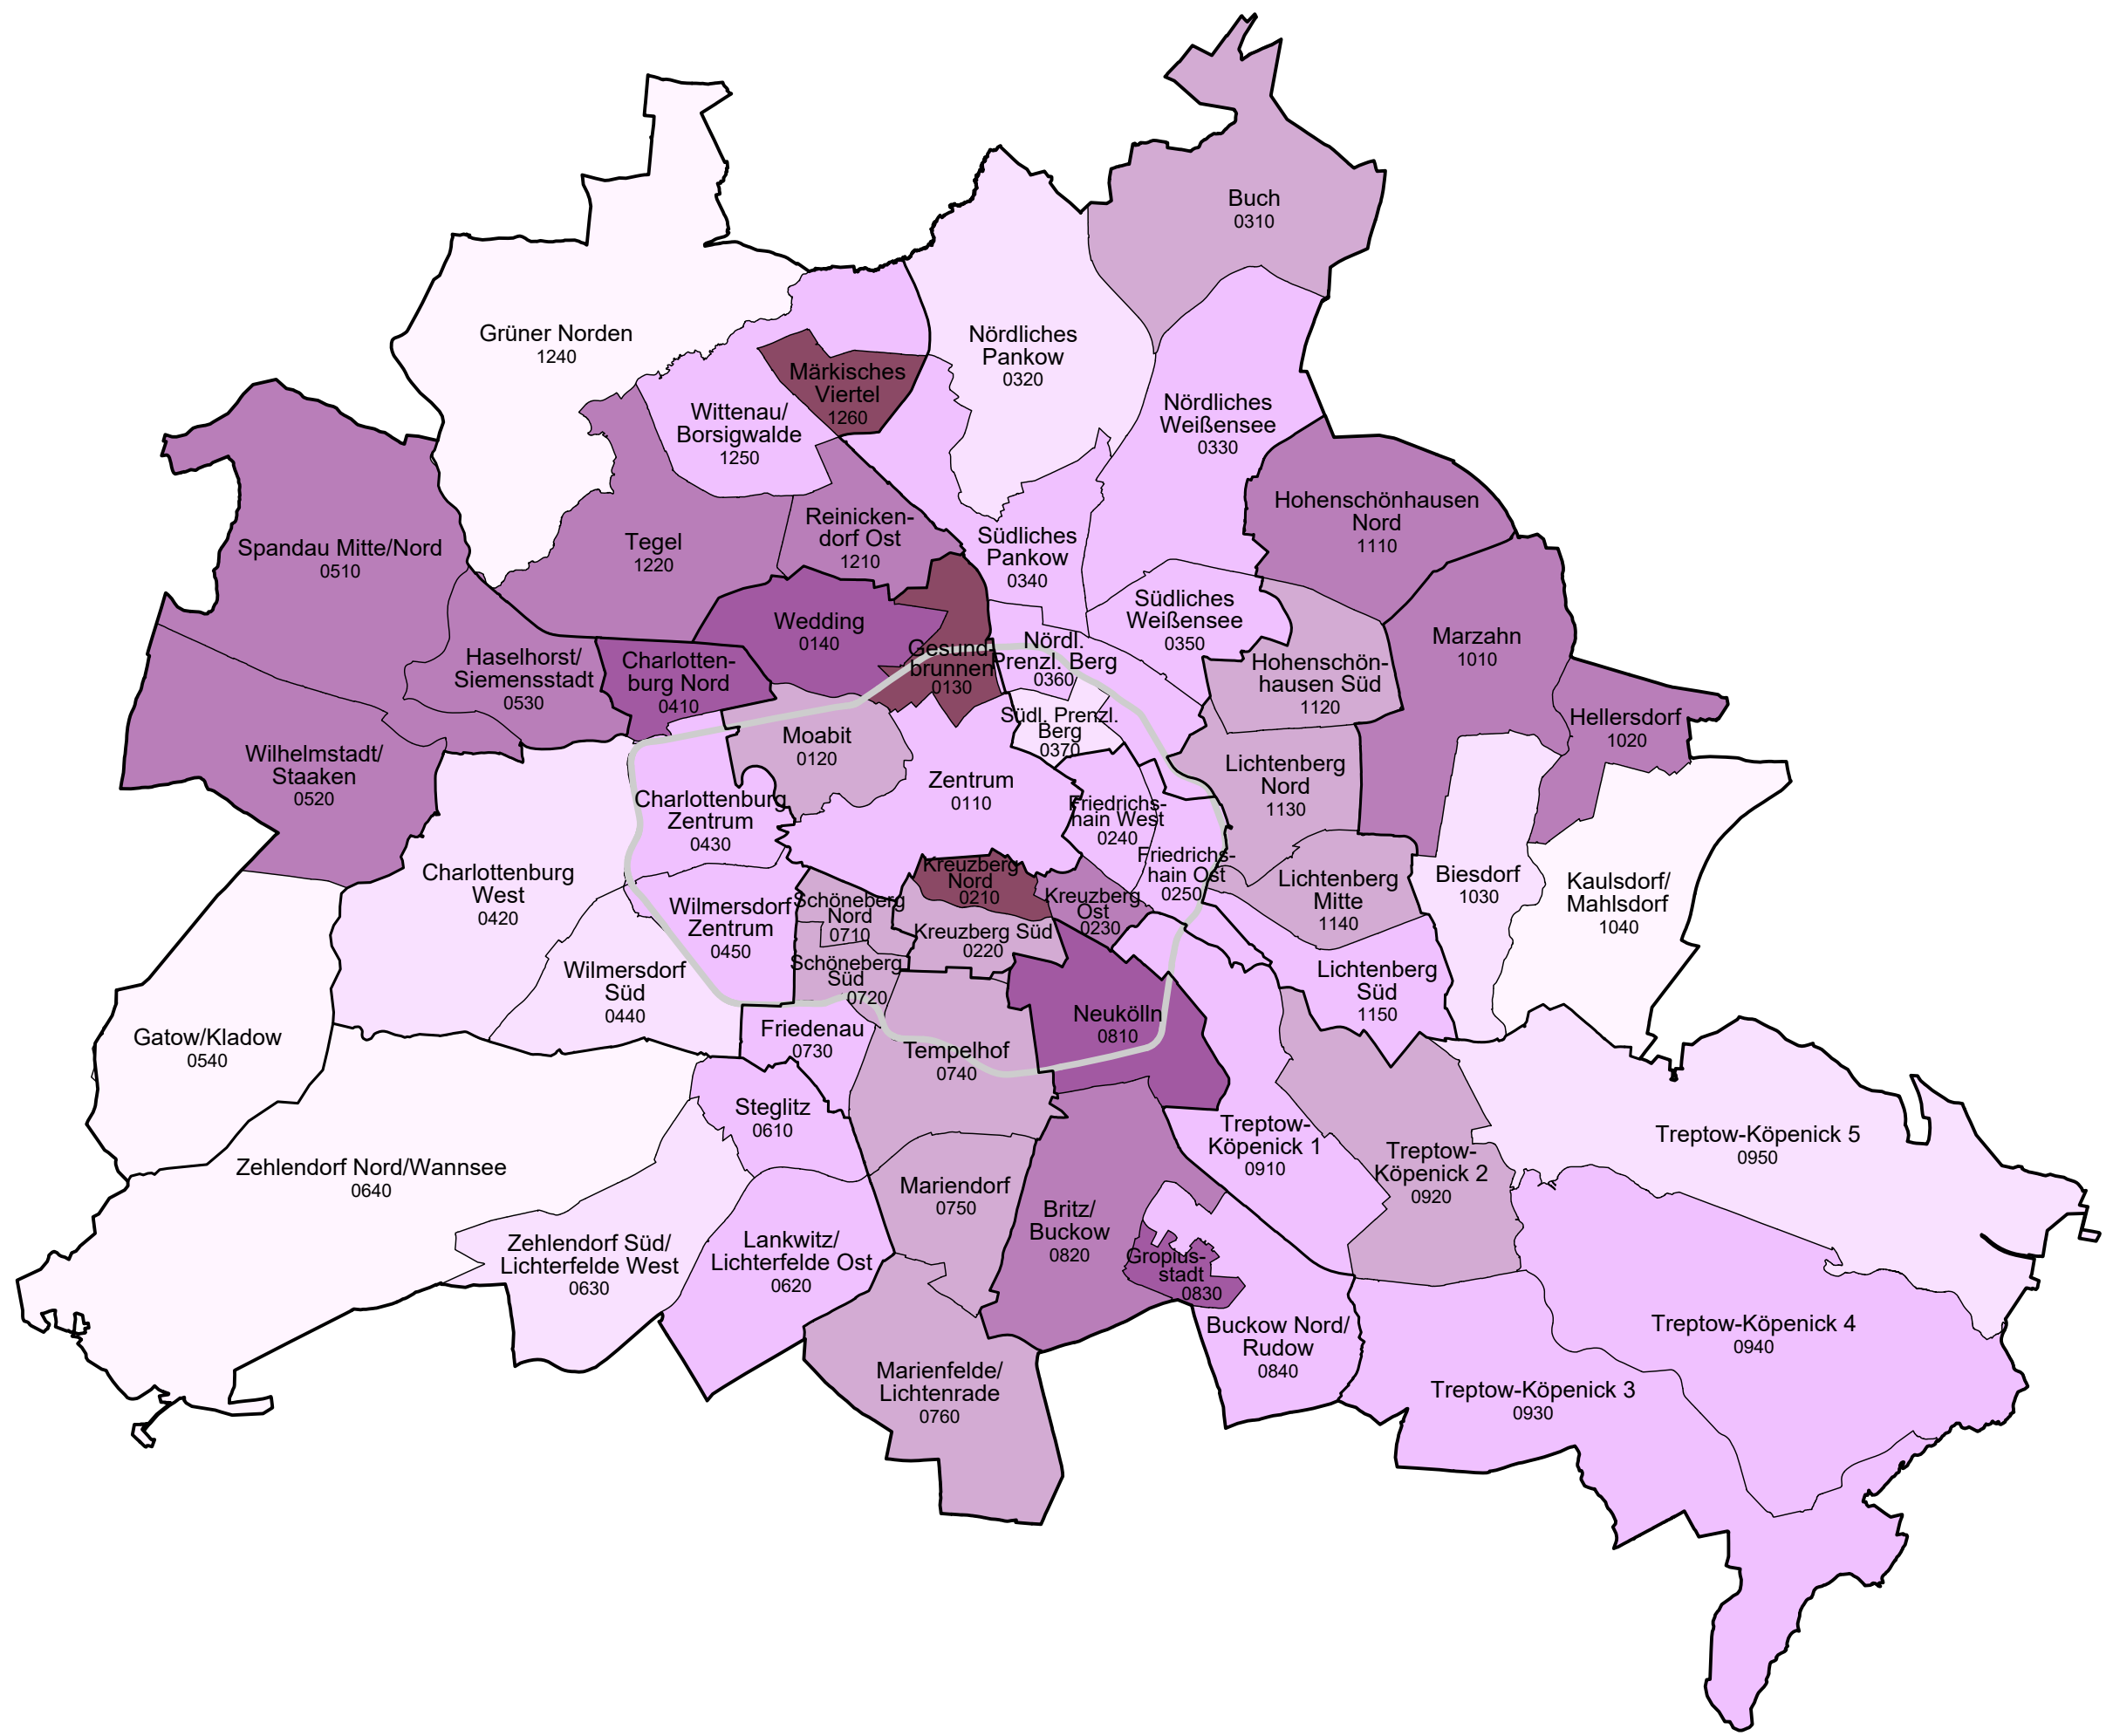 Buch
0310
Grüner Norden
1240
Nördliches
Pankow
0320
Märkisches
Viertel
1260
Wittenau/
Borsigwalde
1250
Nördliches
Weißensee
0330
Hohenschönhausen
Nord
1110
Spandau Mitte/Nord
0510
Tegel
1220
Reinicken-
dorf Ost
1210
Südliches
Pankow
0340
Südliches
Weißensee
0350
Wedding
0140
Marzahn
1010
Haselhorst/
Siemensstadt
0530
Charlotten-
burg Nord
0410
Gesund-
brunnen
0130
Nördl.
Prenzl. Berg
0360
Hohenschön-
hausen Süd
1120
Hellersdorf
1020
Südl. Prenzl.
Berg
0370
Moabit
0120
Wilhelmstadt/
Staaken
0520
Zentrum
0110
Lichtenberg
Nord
1130
Charlottenburg
Zentrum
0430
Friedrichs-
hain West
0240
Friedrichs-
hain Ost
0250
Charlottenburg
West
0420
Kreuzberg
Nord
0210
Kreuzberg
Ost
0230
Lichtenberg
Mitte
1140
Biesdorf
1030
Kaulsdorf/
Mahlsdorf
1040
Wilmersdorf
Zentrum
0450
Schöneberg
Nord
0710
Kreuzberg Süd
0220
Wilmersdorf
Süd
0440
Schöneberg
Süd
0720
Lichtenberg
Süd
1150
Gatow/Kladow
0540
Friedenau
0730
Tempelhof
0740
Neukölln
0810
Steglitz
0610
Treptow-
Köpenick 1
0910
Treptow-
Köpenick 2
0920
Treptow-Köpenick 5
0950
Zehlendorf Nord/Wannsee
0640
Mariendorf
0750
Britz/
Buckow
0820
Zehlendorf Süd/
Lichterfelde West
0630
Lankwitz/
Lichterfelde Ost
0620
Gropius-
stadt
0830
Buckow Nord/
Rudow
0840
Treptow-Köpenick 4
0940
Marienfelde/
Lichtenrade
0760
Treptow-Köpenick 3
0930